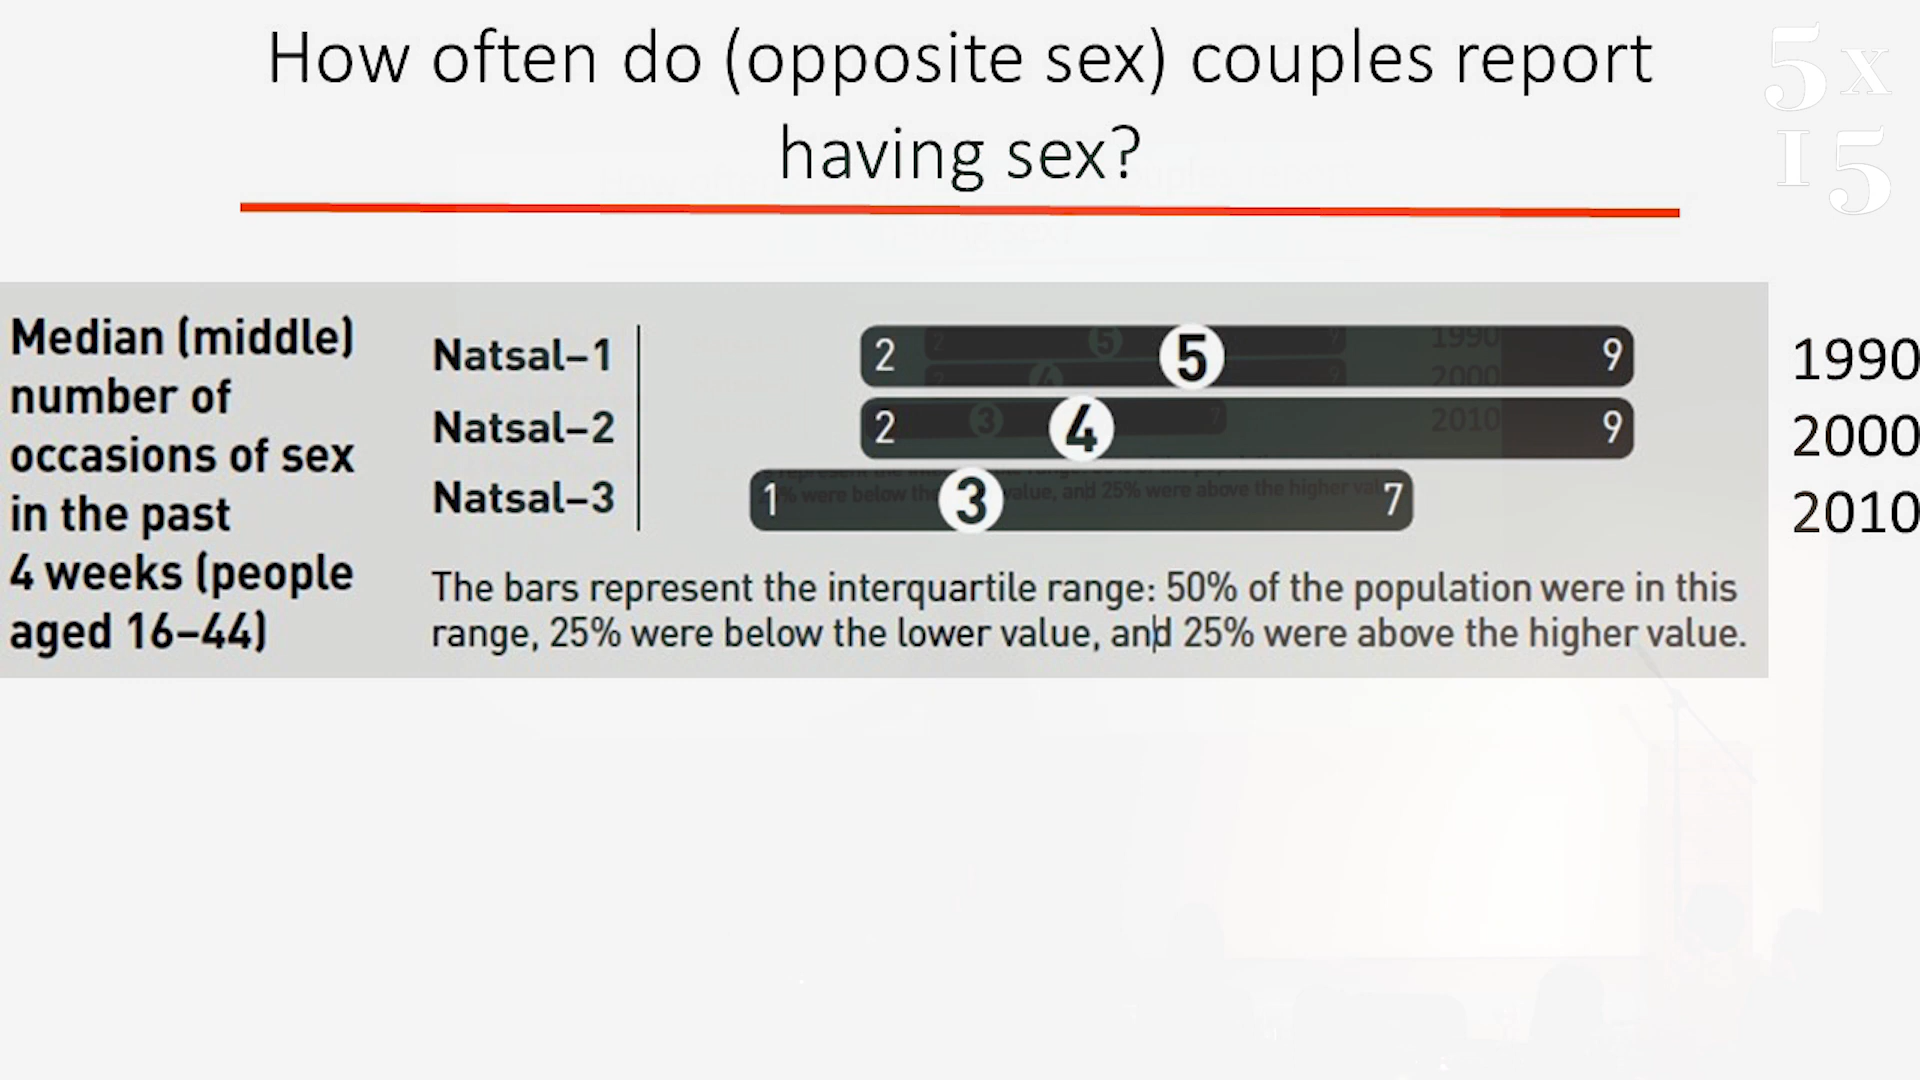 How often do (opposite sex) couples report
having sex?
5 x
15
Median (middle)
number of
occasions of sex
in the past
4 weeks (people
aged 16–44)
Natsal–1
2 5 9
1990
Natsal–2
2 4 9
2000
Natsal–3
1 3 7
2010
The bars represent the interquartile range: 50% of the population were in this
range, 25% were below the lower value, and 25% were above the higher value.